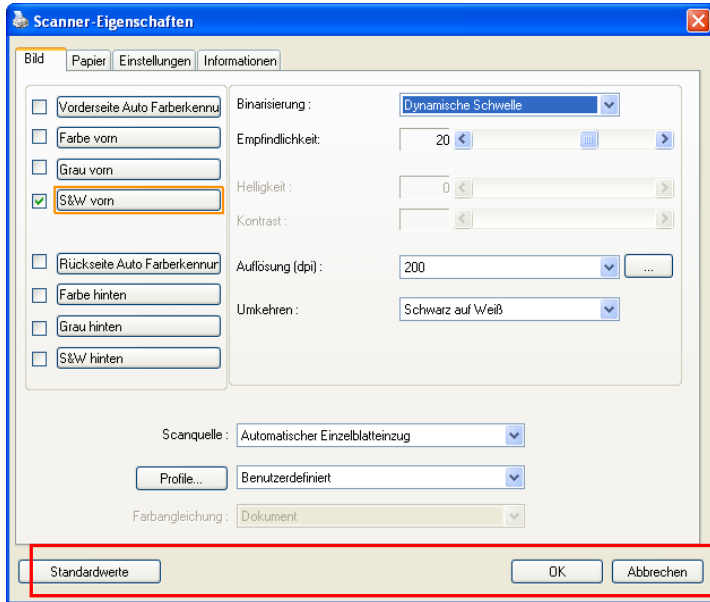 Scanner-Eigenschaften
Bild Papier Einstellungen Informationen
Vorderseite Auto Farberkennu
Farbe vorn
Grau vorn
S&W vorn
Rückseite Auto Farberkennur
Farbe hinten
Grau hinten
S&W hinten
Binarisierung : Dynamische Schwelle
Empfindlichkeit: 20
Helligkeit : 0
Kontrast :
Auflösung (dpi) : 200 ...
Umkehren : Schwarz auf Weiß
Scanquelle : Automatischer Einzelblatteinzug
Profile... Benutzerdefiniert
Farbangleichung : Dokument
Standardwerte OK Abbrechen